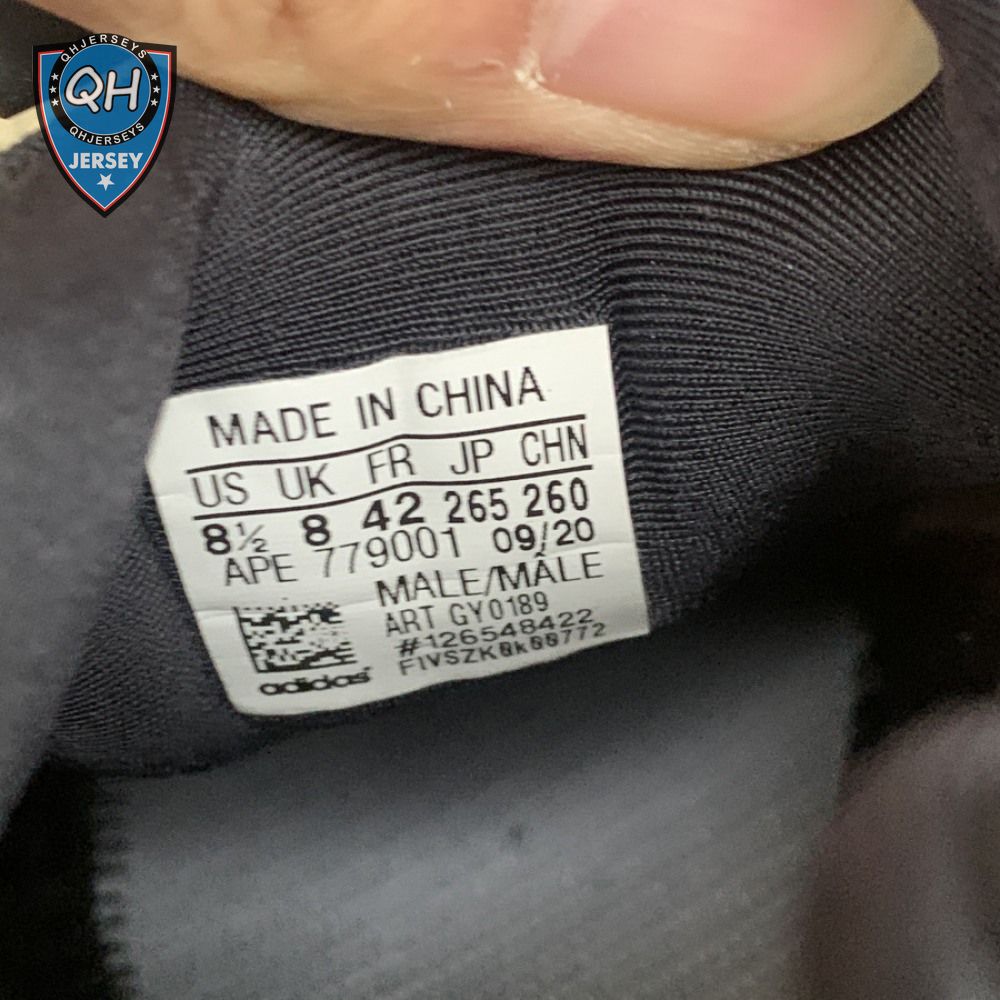 QHJERSEYS
QH
QHJERSEYS
JERSEY
MADE IN CHINA
US UK FR JP CHN
8½ 8 42 265 260
APE 779001 09/20
MALE/MÂLE
ART GY0189
#126548422
F1VSZK0k00772
adidas